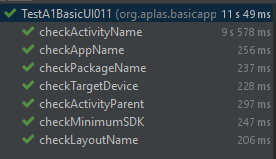 TestA1BasicUI011 (org.aplas.basicapp 11 s 49 ms
checkActivityName 9 s 578 ms
checkAppName 256 ms
checkPackageName 237 ms
checkTargetDevice 228 ms
checkActivityParent 297 ms
checkMinimumSDK 247 ms
checkLayoutName 206 ms